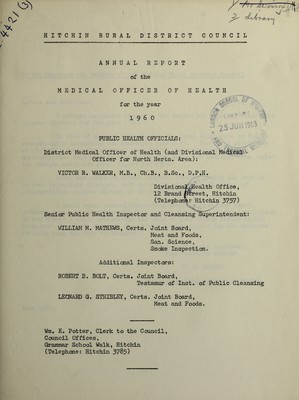 HITCHIN RURAL DISTRICT COUNCIL
ANNUAL REPORT
of the
MEDICAL OFFICER OF HEALTH
for the year
1960
25 JUN 1963
PUBLIC HEALTH OFFICIALS:
District Medical Officer of Health (and Divisional Medical
Officer for North Herts. Area):
VICTOR R. WALKER, M.B., Ch.B., B.Sc., D.P.H.
Divisional Health Office,
12 Brand Street, Hitchin
(Telephone: Hitchin 3757)
Senior Public Health Inspector and Cleansing Superintendent:
WILLIAM M. MATHEWS, Certs. Joint Board,
Meat and Foods.
San. Science,
Smoke Inspection.
Additional Inspectors:
ROBERT B. BOLT, Certs. Joint Board,
Testamur of Inst. of Public Cleansing
LEONARD G. STHIBLEY, Certs. Joint Board,
Meat and Foods.
Wm. K. Potter, Clerk to the Council,
Council Offices,
Grammar School Walk, Hitchin
(Telephone: Hitchin 3785)